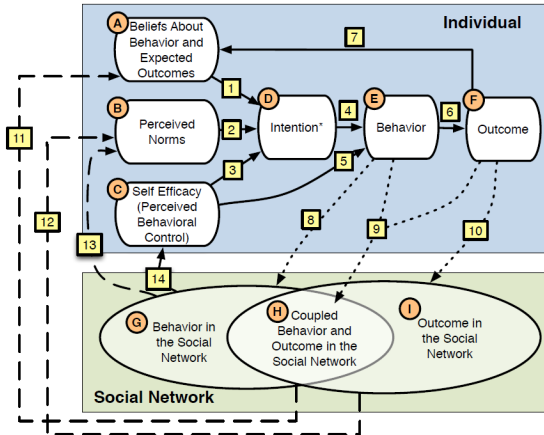 A
Beliefs About
Behavior and
Expected
Outcomes
7
Individual
1
B
Perceived
Norms
2
D
Intention*
4
E
Behavior
6
F
Outcome
11
3
5
C
Self Efficacy
(Perceived
Behavioral
Control)
12
13
8
9
10
14
G
Behavior in
the Social
Network
H
Coupled
Behavior and
Outcome in the
Social Network
I
Outcome in
the Social
Network
Social Network